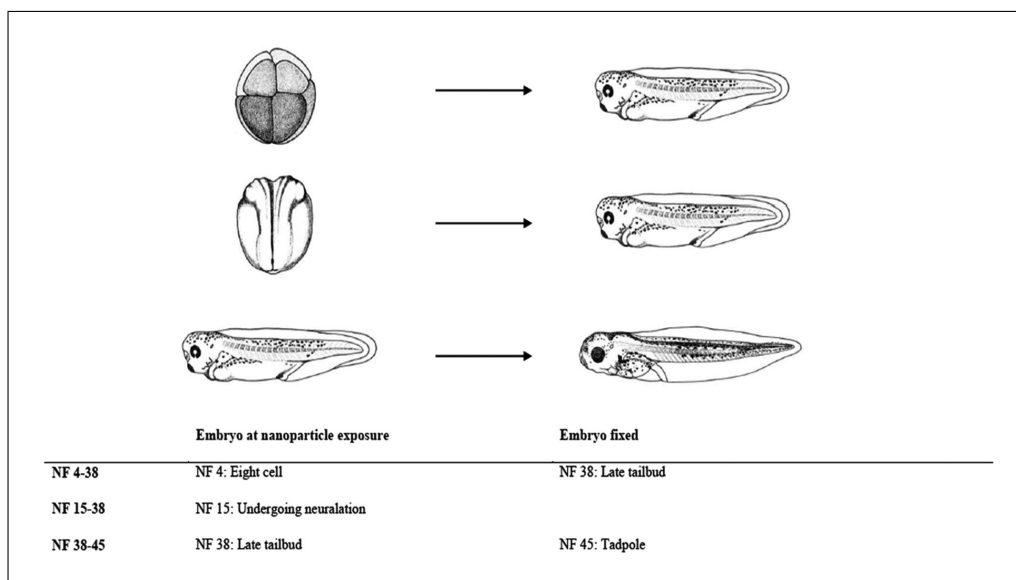 Embryo at nanoparticle exposure Embryo fixed
NF 4-38 NF 4: Eight cell NF 38: Late tailbud
NF 15-38 NF 15: Undergoing neuralation
NF 38-45 NF 38: Late tailbud NF 45: Tadpole